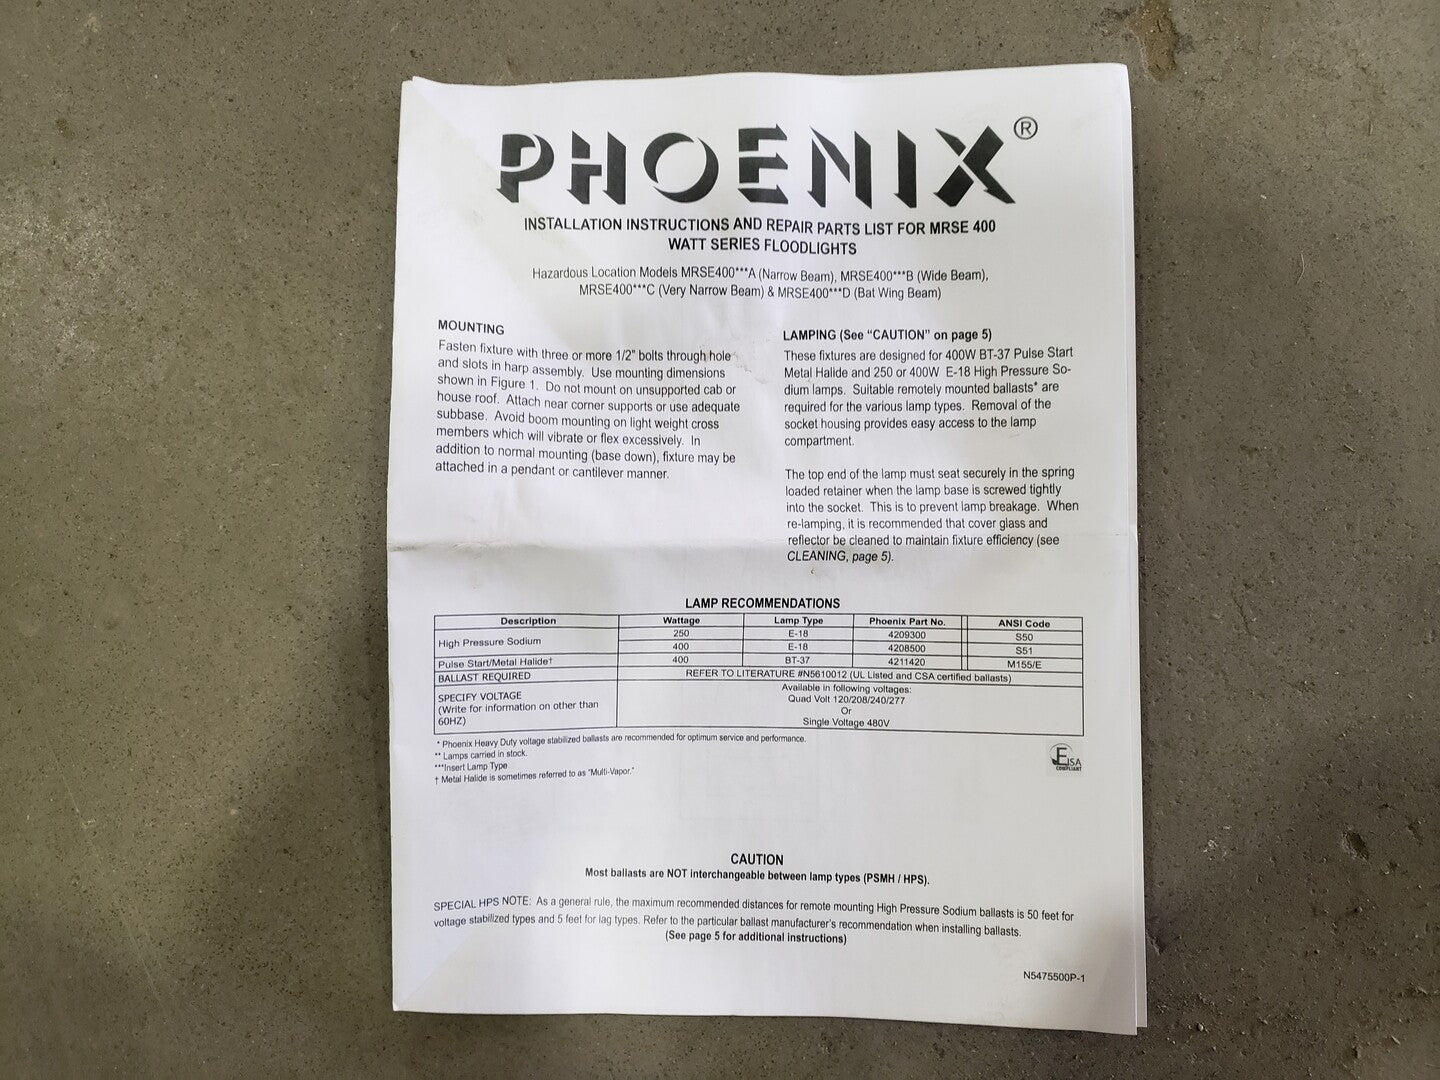 PHOENIX®
INSTALLATION INSTRUCTIONS AND REPAIR PARTS LIST FOR MRSE 400
WATT SERIES FLOODLIGHTS
Hazardous Location Models MRSE400***A (Narrow Beam), MRSE400***B (Wide Beam),
MRSE400***C (Very Narrow Beam) & MRSE400***D (Bat Wing Beam)
MOUNTING
Fasten fixture with three or more 1/2" bolts through hole
and slots in harp assembly. Use mounting dimensions
shown in Figure 1. Do not mount on unsupported cab or
house roof. Attach near corner supports or use adequate
subbase. Avoid boom mounting on light weight cross
members which will vibrate or flex excessively. In
addition to normal mounting (base down), fixture may be
attached in a pendant or cantilever manner.
LAMPING (See “CAUTION” on page 5)
These fixtures are designed for 400W BT-37 Pulse Start
Metal Halide and 250 or 400W E-18 High Pressure So-
dium lamps. Suitable remotely mounted ballasts* are
required for the various lamp types. Removal of the
socket housing provides easy access to the lamp
compartment.
The top end of the lamp must seat securely in the spring
loaded retainer when the lamp base is screwed tightly
into the socket. This is to prevent lamp breakage. When
re-lamping, it is recommended that cover glass and
reflector be cleaned to maintain fixture efficiency (see
CLEANING, page 5).
LAMP RECOMMENDATIONS
Description Wattage Lamp Type Phoenix Part No. ANSI Code
High Pressure Sodium 250 E-18 4209300 S50
400 E-18 4208500 S51
Pulse Start/Metal Halide† 400 BT-37 4211420 M155/E
BALLAST REQUIRED REFER TO LITERATURE #N5610012 (UL Listed and CSA certified ballasts)
SPECIFY VOLTAGE
(Write for information on other than
60HZ)
Available in following voltages:
Quad Volt 120/208/240/277
Or
Single Voltage 480V
* Phoenix Heavy Duty voltage stabilized ballasts are recommended for optimum service and performance.
** Lamps carried in stock.
***Insert Lamp Type
† Metal Halide is sometimes referred to as “Multi-Vapor.”
EISA
COMPLIANT
CAUTION
Most ballasts are NOT interchangeable between lamp types (PSMH / HPS).
SPECIAL HPS NOTE: As a general rule, the maximum recommended distances for remote mounting High Pressure Sodium ballasts is 50 feet for
voltage stabilized types and 5 feet for lag types. Refer to the particular ballast manufacturer's recommendation when installing ballasts.
(See page 5 for additional instructions)
N5475500P-1